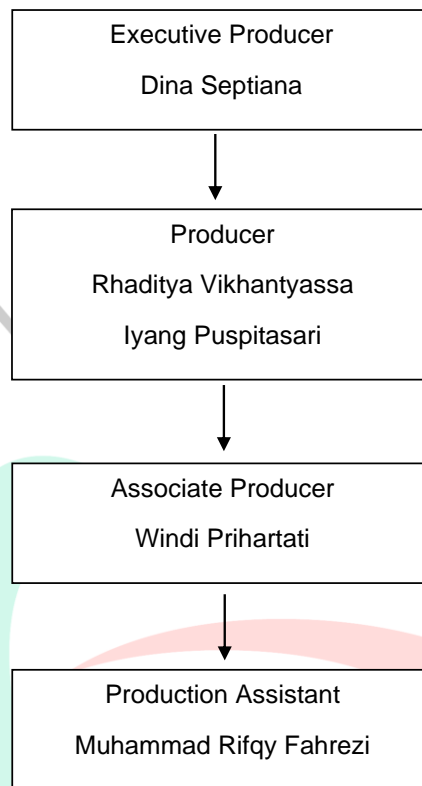 Executive Producer
Dina Septiana
Producer
Rhaditya Vikhantyassa
Iyang Puspitasari
Associate Producer
Windi Prihartati
Production Assistant
Muhammad Rifqy Fahrezi